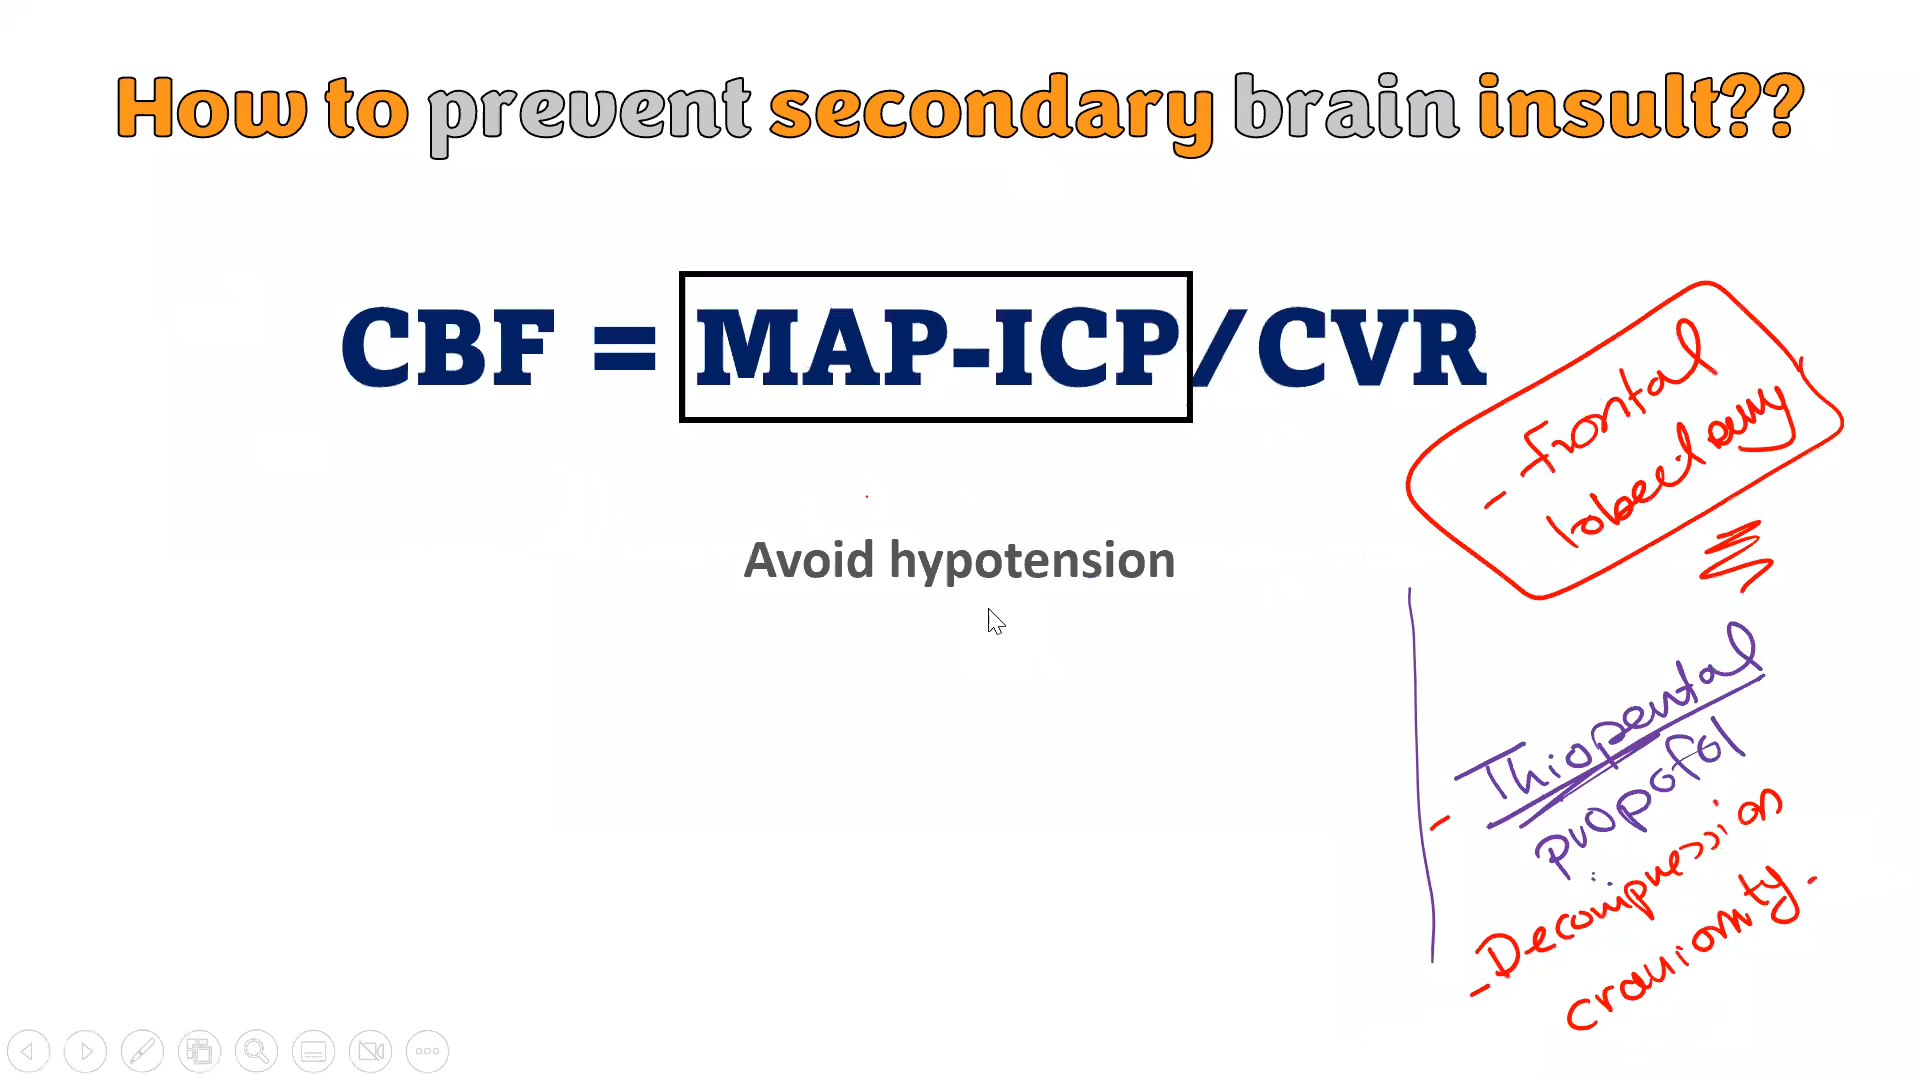 How to prevent secondary brain insult??
CBF = MAP-ICP/CVR
- Frontal
lobectomy
Avoid hypotension
- Thiopental
propofol
- Decompression
craniomty.